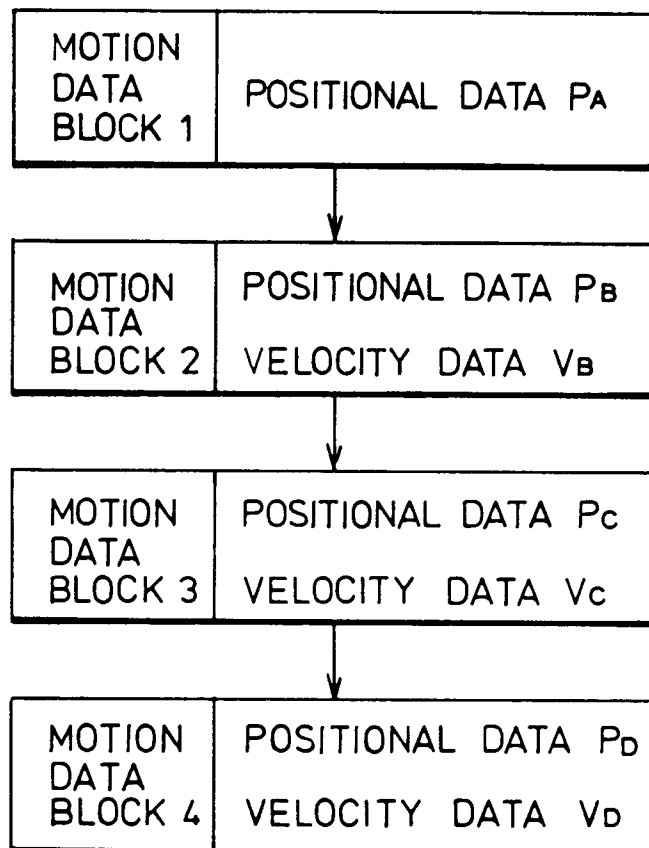 MOTION
DATA
BLOCK 1
POSITIONAL DATA PA
MOTION
DATA
BLOCK 2
POSITIONAL DATA PB
VELOCITY DATA VB
MOTION
DATA
BLOCK 3
POSITIONAL DATA PC
VELOCITY DATA VC
MOTION
DATA
BLOCK 4
POSITIONAL DATA PD
VELOCITY DATA VD